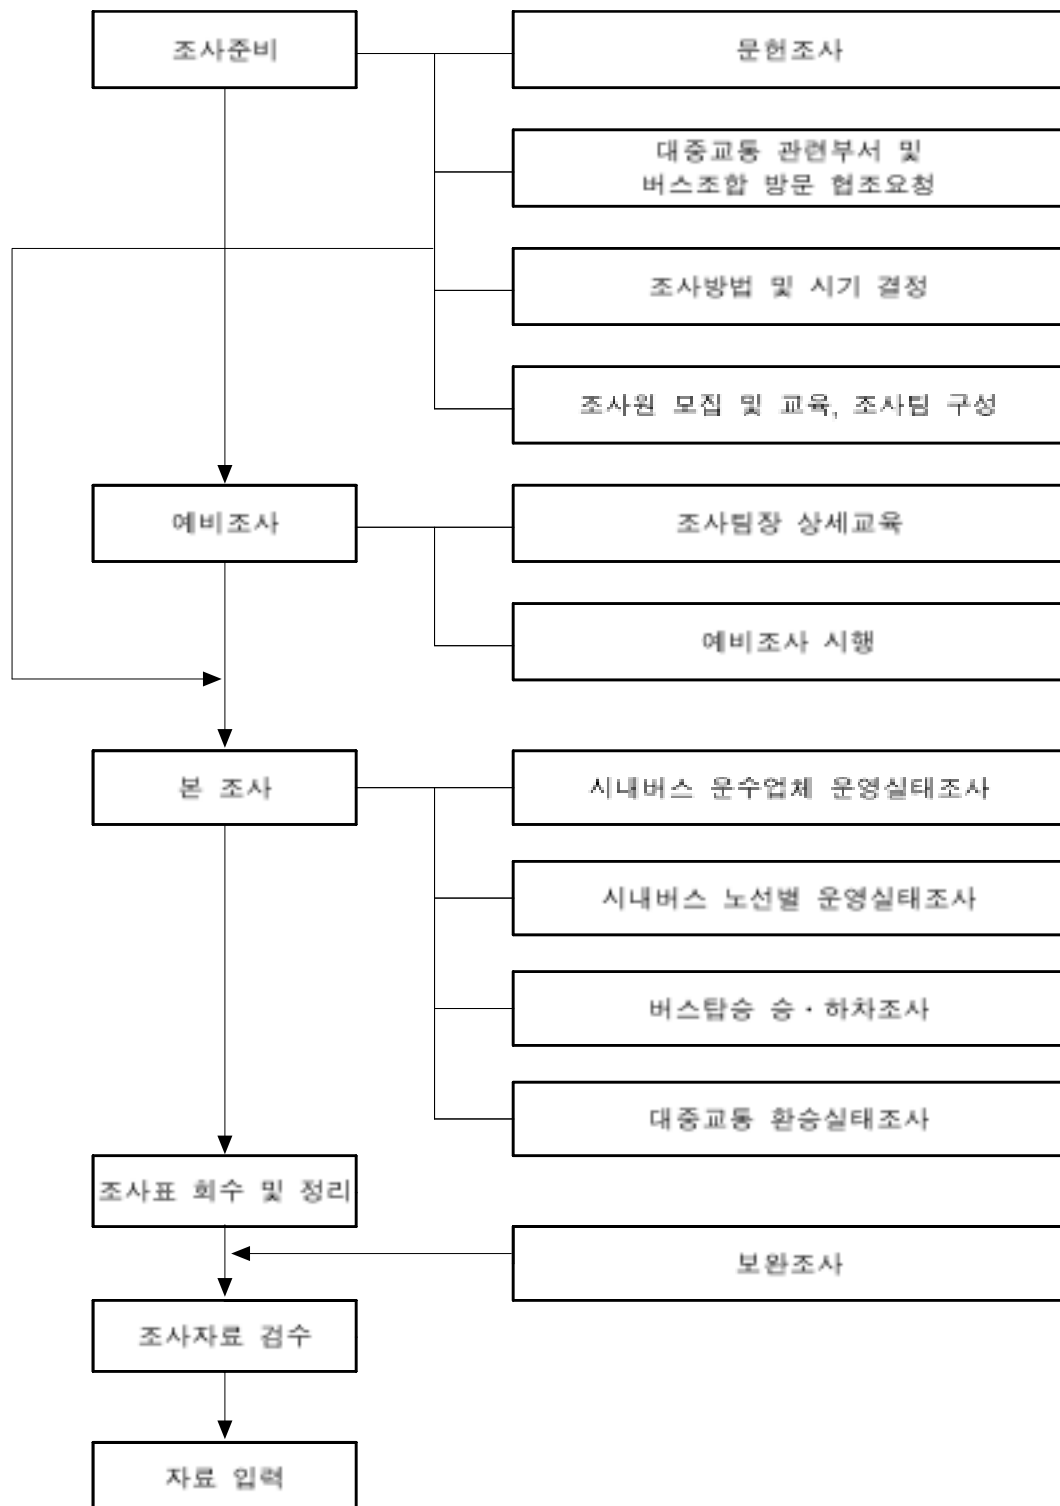 조사준비
문헌조사
대중교통 관련부서 및
버스조합 방문 협조요청
조사방법 및 시기 결정
조사원 모집 및 교육, 조사팀 구성
예비조사
조사팀장 상세교육
예비조사 시행
본 조사
시내버스 운수업체 운영실태조사
시내버스 노선별 운영실태조사
버스탑승 승·하차조사
대중교통 환승실태조사
조사표 회수 및 정리
보완조사
조사자료 검수
자료 입력